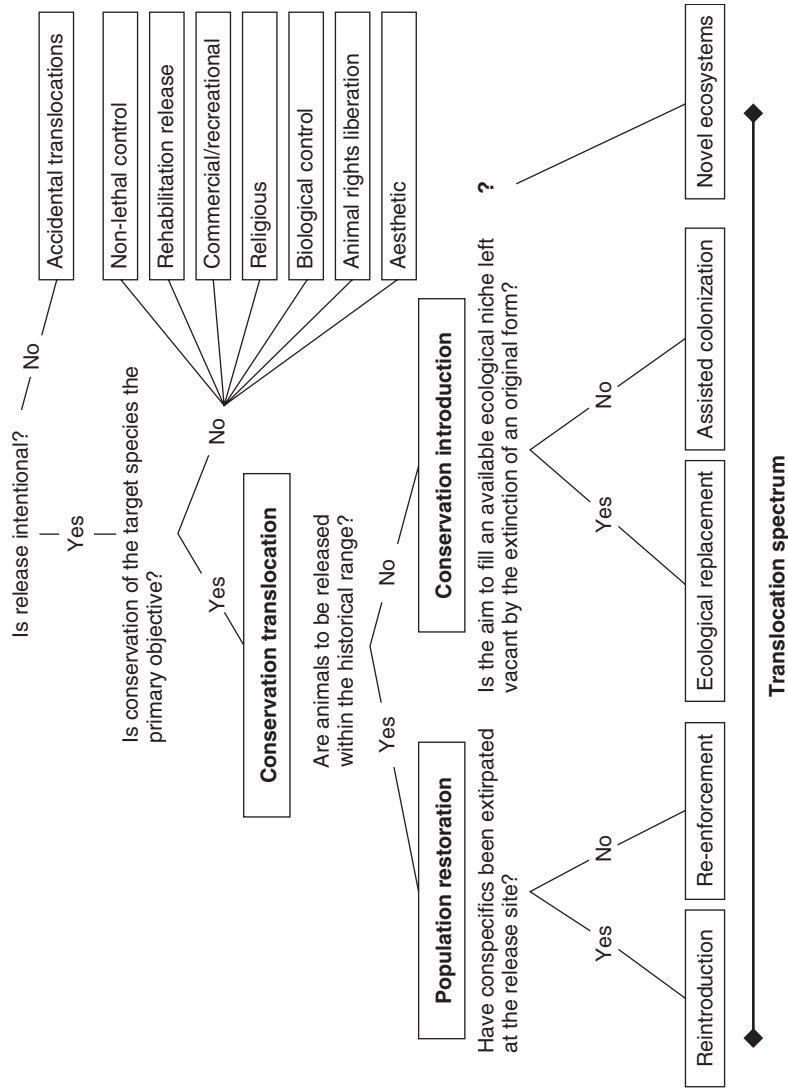 Is release intentional?
No
Accidental translocations
Yes
Is conservation of the target species the
primary objective?
Yes
No
Non-lethal control
Rehabilitation release
Commercial/recreational
Religious
Biological control
Animal rights liberation
Aesthetic
Conservation translocation
Are animals to be released
within the historical range?
Yes
No
Population restoration
Conservation introduction
Have conspecifics been extirpated
at the release site?
Is the aim to fill an available ecological niche left
vacant by the extinction of an original form?
?
Yes
No
Yes
No
Reintroduction
Re-enforcement
Ecological replacement
Assisted colonization
Novel ecosystems
Translocation spectrum